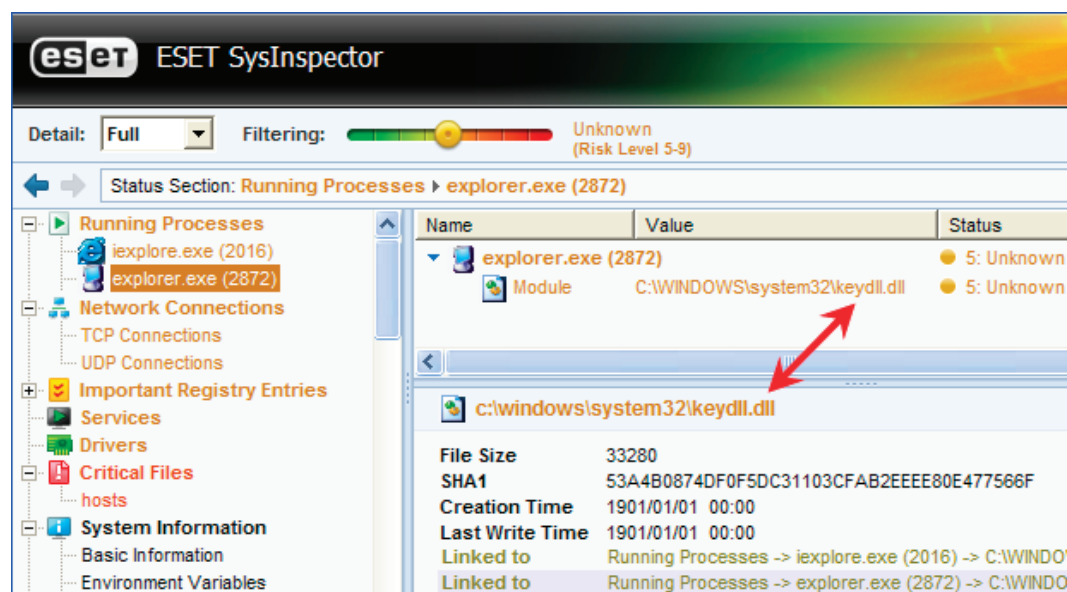 eset ESET SysInspector
Detail: Full Filtering: Unknown
(Risk Level 5-9)
Status Section: Running Processes explorer.exe (2872)
Running Processes
iexplore.exe (2016)
explorer.exe (2872)
Network Connections
TCP Connections
UDP Connections
Important Registry Entries
Services
Drivers
Critical Files
hosts
System Information
Basic Information
Environment Variables
Name Value Status
explorer.exe (2872) 5: Unknown
Module C:\WINDOWS\system32\keydll.dll 5: Unknown
c:\windows\system32\keydll.dll
File Size 33280
SHA1 53A4B0874DF0F5DC31103CFAB2EEEE80E477566F
Creation Time 1901/01/01 00:00
Last Write Time 1901/01/01 00:00
Linked to Running Processes -> iexplore.exe (2016) -> C:\WINDO
Linked to Running Processes -> explorer.exe (2872) -> C:\WINDO